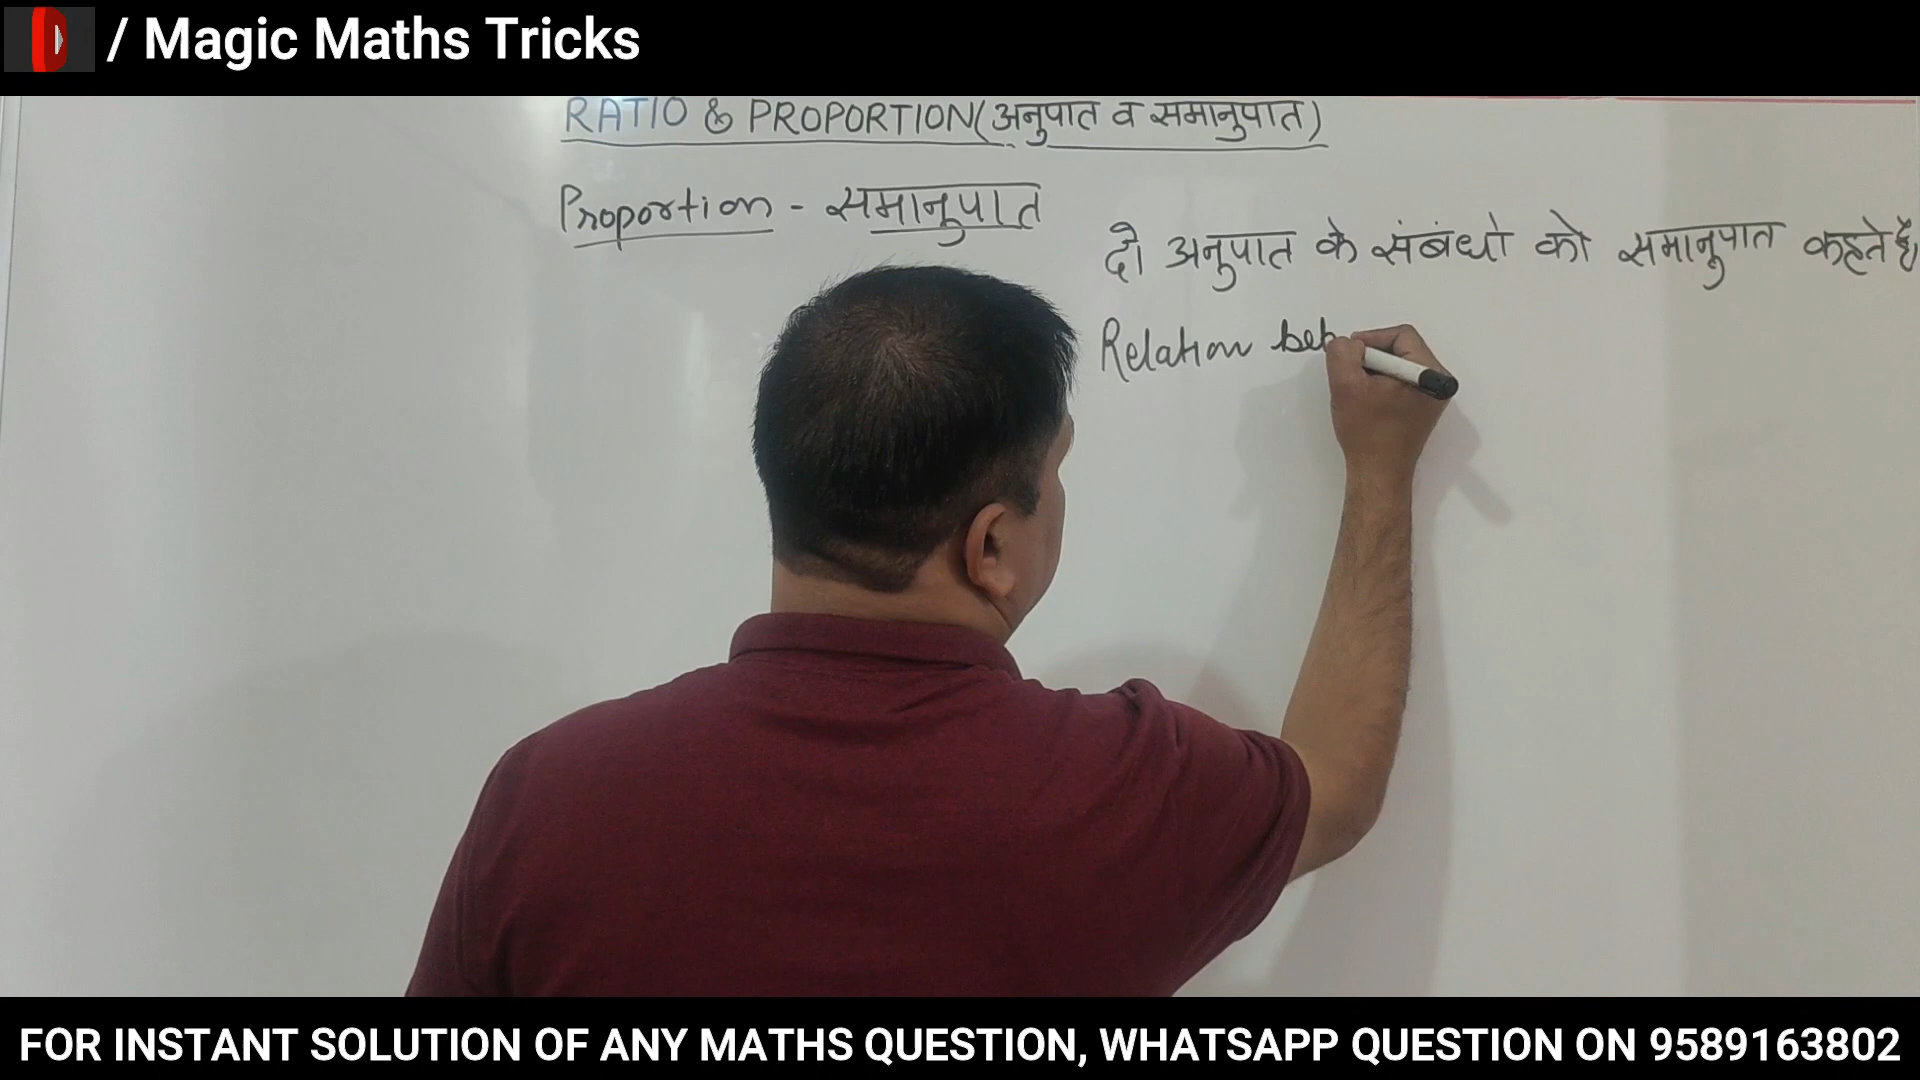 / Magic Maths Tricks
RATIO & PROPORTION(अनुपात व समानुपात)
Proportion - समानुपात
दो अनुपात के संबंधो को समानुपात कहते हैं
Relation bet
FOR INSTANT SOLUTION OF ANY MATHS QUESTION, WHATSAPP QUESTION ON 9589163802